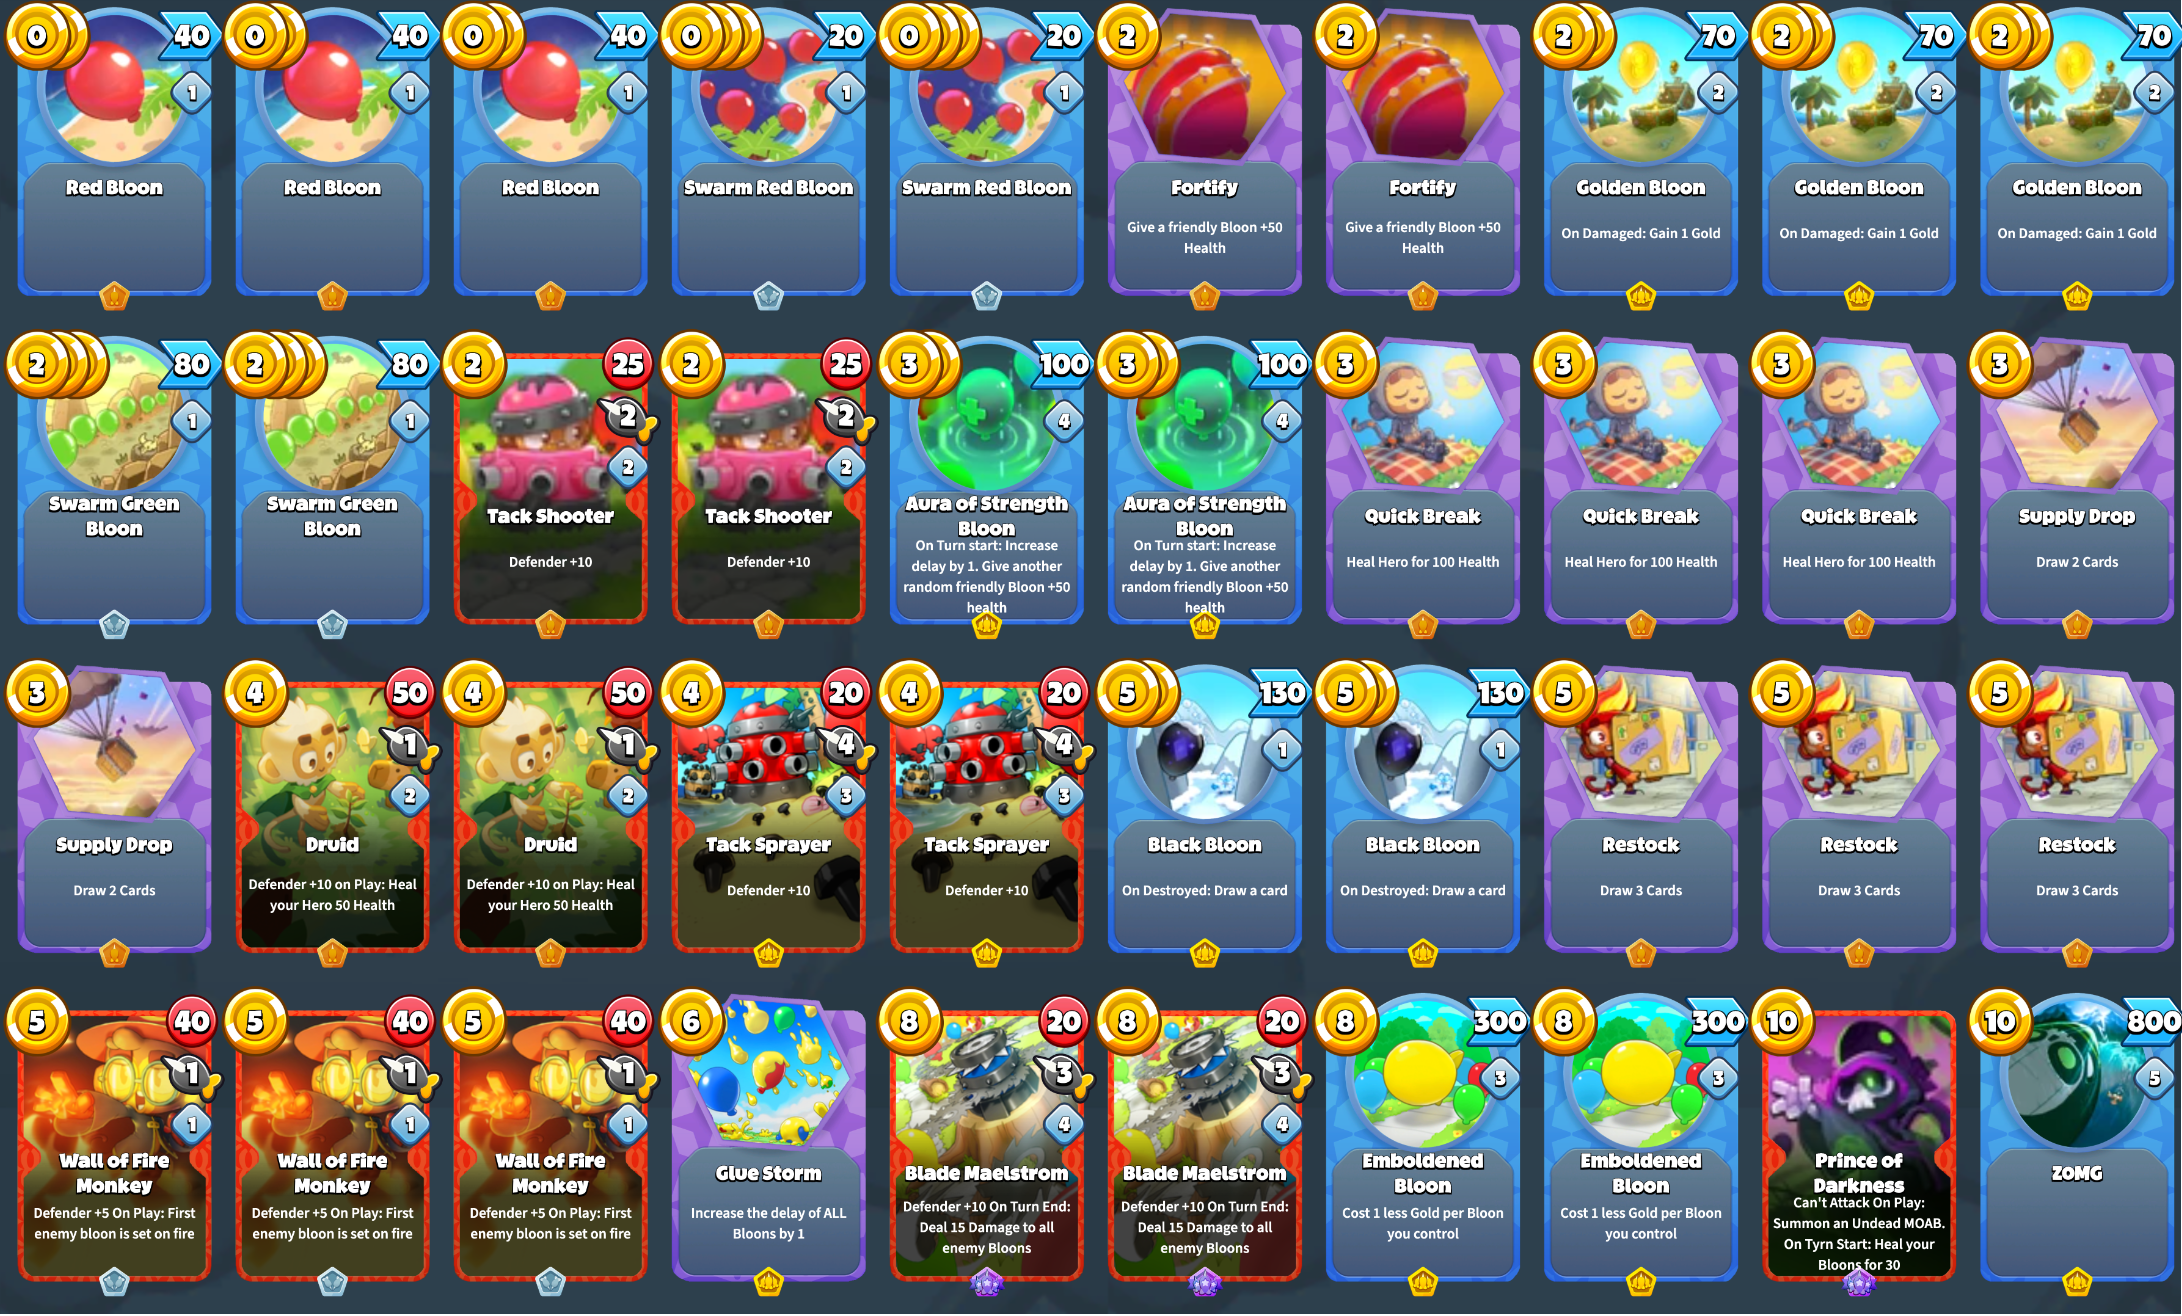 0 40 1 Red Bloon
0 40 1 Red Bloon
0 40 1 Red Bloon
0 20 1 Swarm Red Bloon
0 20 1 Swarm Red Bloon
2 Fortify
Give a friendly Bloon +50
Health
2 Fortify
Give a friendly Bloon +50
Health
2 70 2 Golden Bloon
On Damaged: Gain 1 Gold
2 70 2 Golden Bloon
On Damaged: Gain 1 Gold
2 70 2 Golden Bloon
On Damaged: Gain 1 Gold
2 80 1 Swarm Green
Bloon
2 80 1 Swarm Green
Bloon
2 25 2 2 Tack Shooter
Defender +10
2 25 2 2 Tack Shooter
Defender +10
3 100 4 Aura of Strength
Bloon
On Turn start: Increase
delay by 1. Give another
random friendly Bloon +50
health
3 100 4 Aura of Strength
Bloon
On Turn start: Increase
delay by 1. Give another
random friendly Bloon +50
health
3 Quick Break
Heal Hero for 100 Health
3 Quick Break
Heal Hero for 100 Health
3 Quick Break
Heal Hero for 100 Health
3 Supply Drop
Draw 2 Cards
3 Supply Drop
Draw 2 Cards
4 50 1 2 Druid
Defender +10 on Play: Heal
your Hero 50 Health
4 50 1 2 Druid
Defender +10 on Play: Heal
your Hero 50 Health
4 20 4 3 Tack Sprayer
Defender +10
4 20 4 3 Tack Sprayer
Defender +10
5 130 1 Black Bloon
On Destroyed: Draw a card
5 130 1 Black Bloon
On Destroyed: Draw a card
5 Restock
Draw 3 Cards
5 Restock
Draw 3 Cards
5 Restock
Draw 3 Cards
5 40 1 1 Wall of Fire
Monkey
Defender +5 On Play: First
enemy bloon is set on fire
5 40 1 1 Wall of Fire
Monkey
Defender +5 On Play: First
enemy bloon is set on fire
5 40 1 1 Wall of Fire
Monkey
Defender +5 On Play: First
enemy bloon is set on fire
6 Glue Storm
Increase the delay of ALL
Bloons by 1
8 20 3 4 Blade Maelstrom
Defender +10 On Turn End:
Deal 15 Damage to all
enemy Bloons
8 20 3 4 Blade Maelstrom
Defender +10 On Turn End:
Deal 15 Damage to all
enemy Bloons
8 300 3 Emboldened
Bloon
Cost 1 less Gold per Bloon
you control
8 300 3 Emboldened
Bloon
Cost 1 less Gold per Bloon
you control
10 Prince of
Darkness
Can't Attack On Play:
Summon an Undead MOAB.
On Tyrn Start: Heal your
Bloons for 30
10 800 5 ZOMG